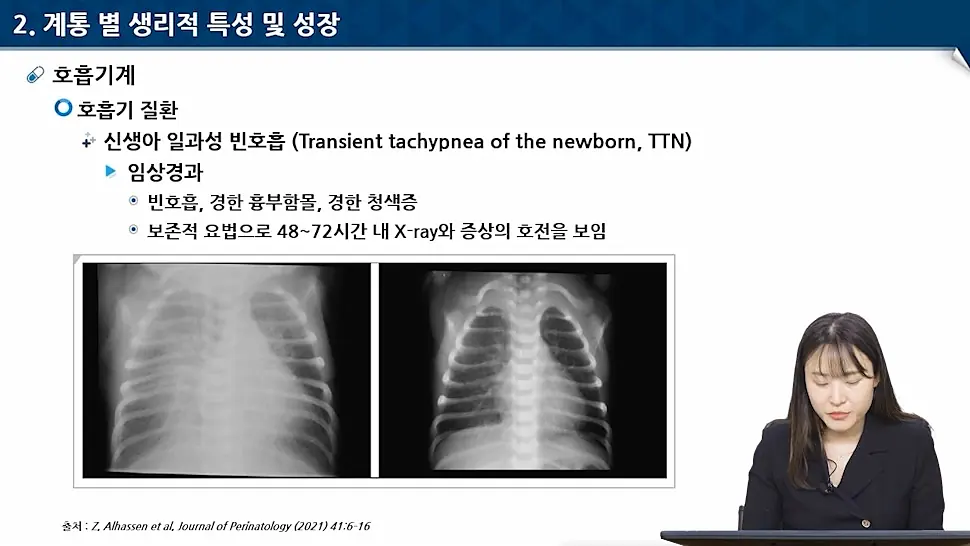 2. 계통 별 생리적 특성 및 성장
호흡기계
호흡기 질환
신생아 일과성 빈호흡 (Transient tachypnea of the newborn, TTN)
임상경과
빈호흡, 경한 흉부함몰, 경한 청색증
보존적 요법으로 48~72시간 내 X-ray와 증상의 호전을 보임
출처 : Z, Alhassen et al, Journal of Perinatology (2021) 41:6-16